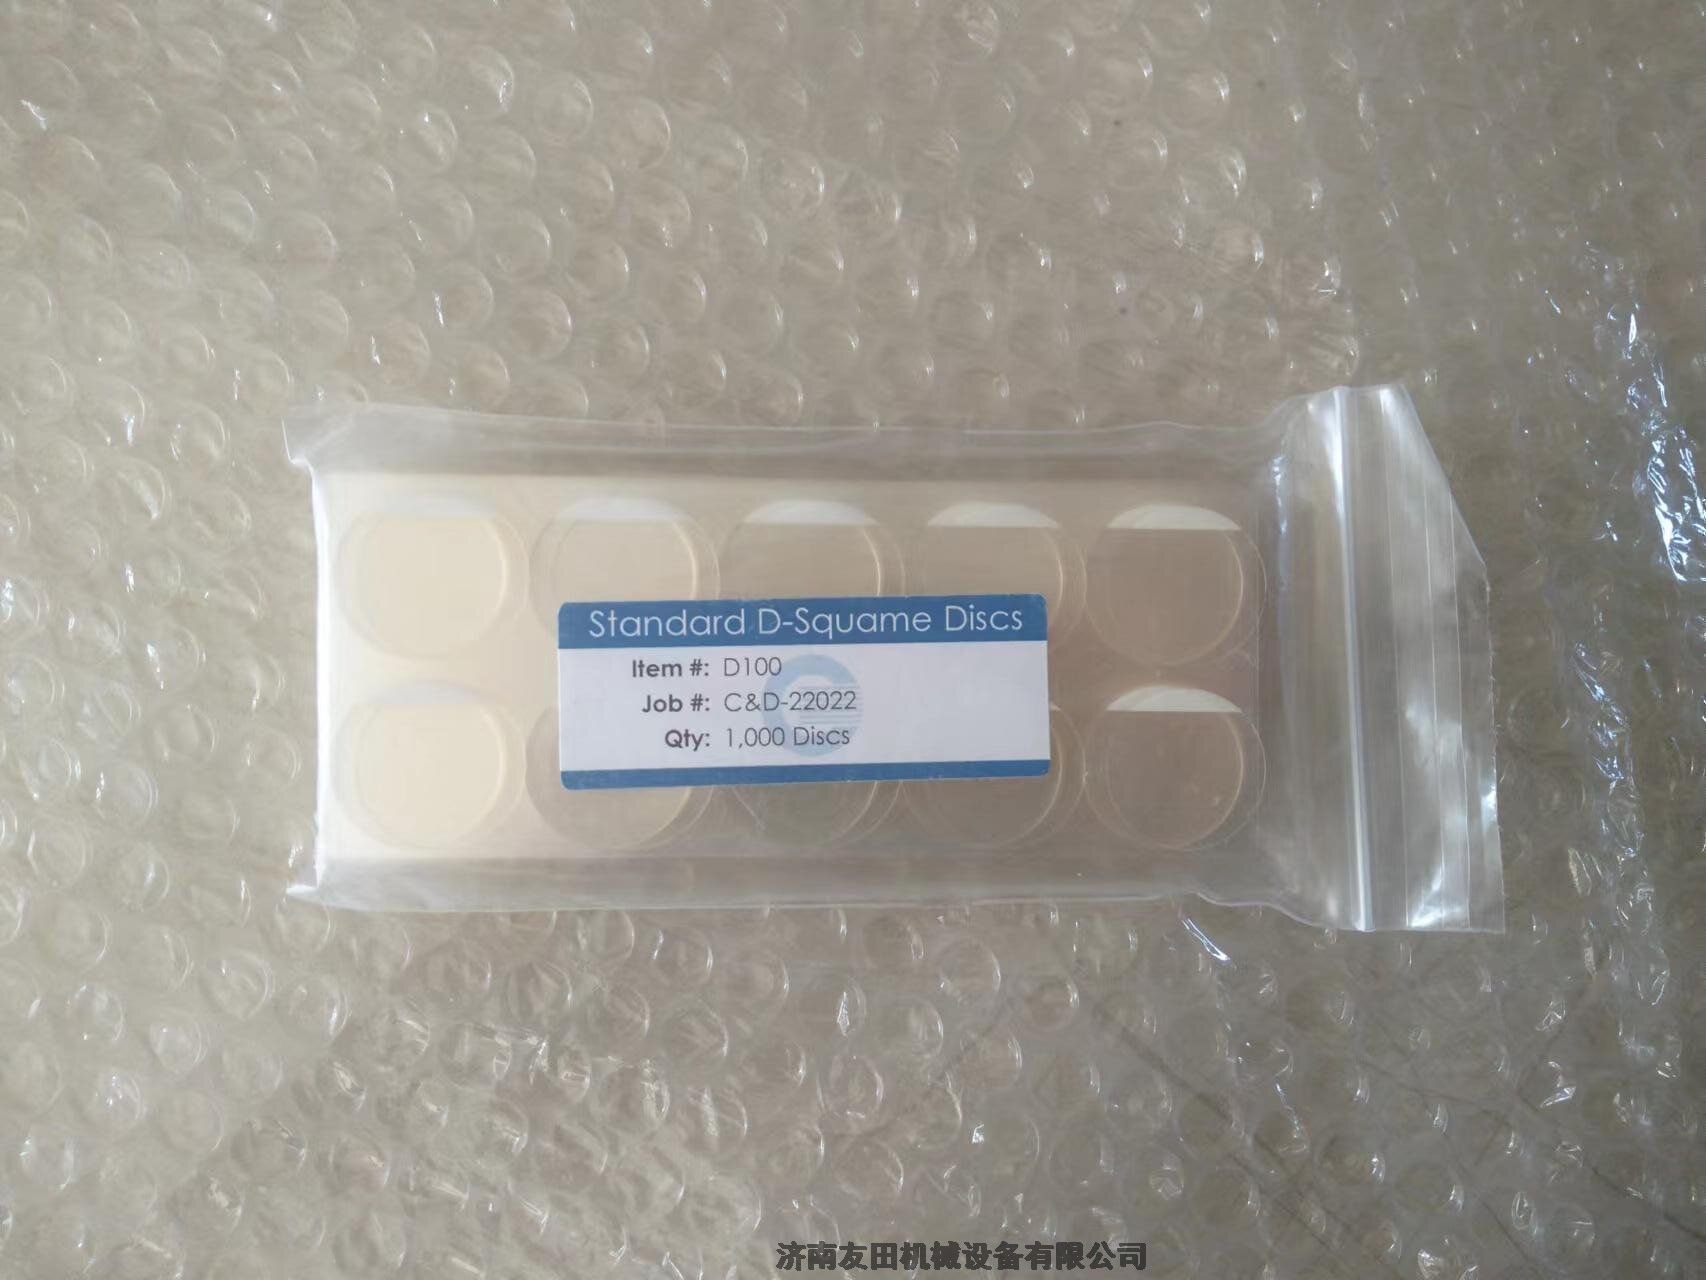 Standard D-Squame Discs
Item #: D100
Job #: C&D-22022
Qty: 1,000 Discs
济南友田机械设备有限公司